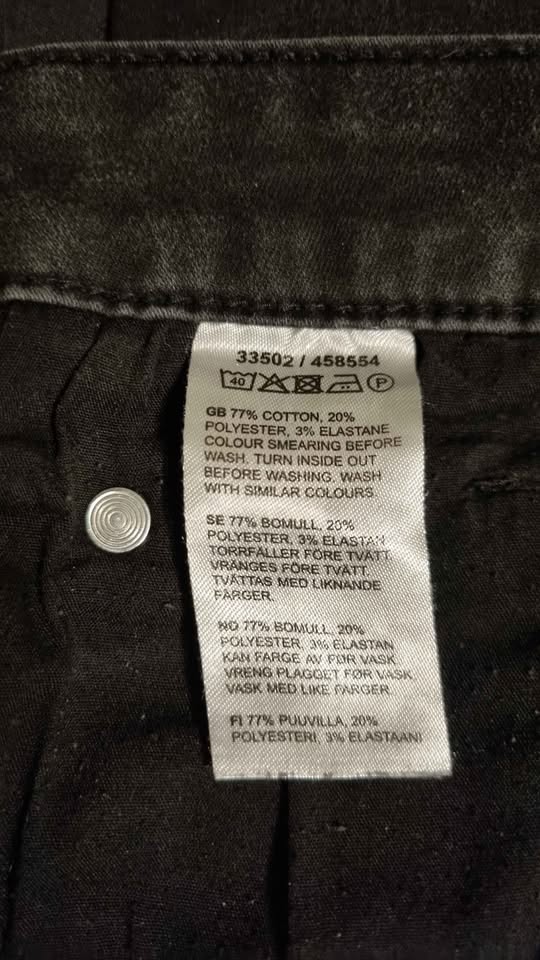 33502 / 458554
40 P
GB 77% COTTON, 20%
POLYESTER, 3% ELASTANE
COLOUR SMEARING BEFORE
WASH. TURN INSIDE OUT
BEFORE WASHING. WASH
WITH SIMILAR COLOURS.
SE 77% BOMULL, 20%
POLYESTER, 3% ELASTAN
TORRFÄLLER FÖRE TVÄTT.
VRÄNGES FÖRE TVÄTT.
TVÄTTAS MED LIKNANDE
FÄRGER.
NO 77% BOMULL, 20%
POLYESTER, 3% ELASTAN
KAN FARGE AV FØR VASK.
VRENG PLAGGET FØR VASK.
VASK MED LIKE FARGER.
FI 77% PUUVILLA, 20%
POLYESTERI, 3% ELASTAANI